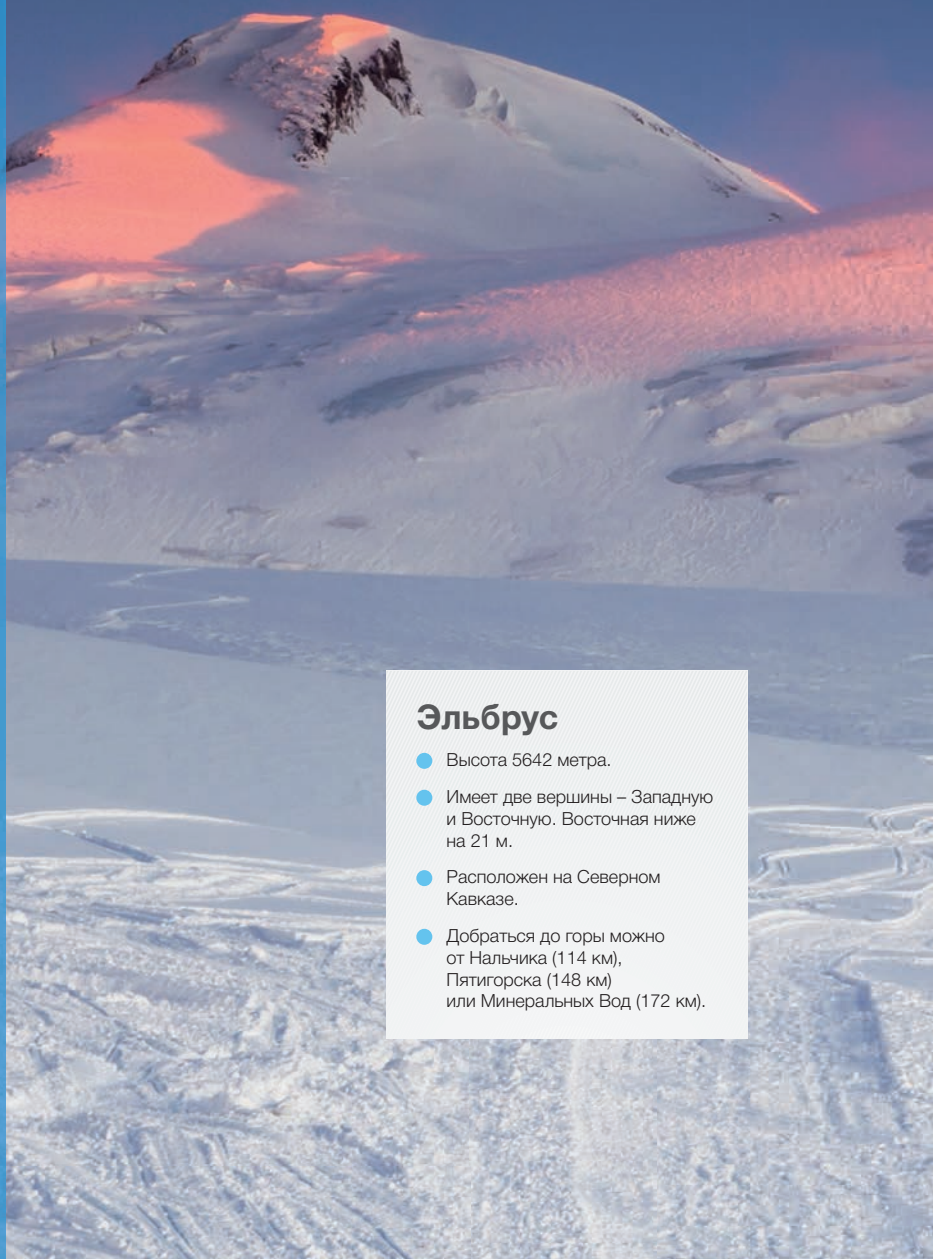 Эльбрус
Высота 5642 метра.
Имеет две вершины – Западную
и Восточную. Восточная ниже
на 21 м.
Расположен на Северном
Кавказе.
Добраться до горы можно
от Нальчика (114 км),
Пятигорска (148 км)
или Минеральных Вод (172 км).